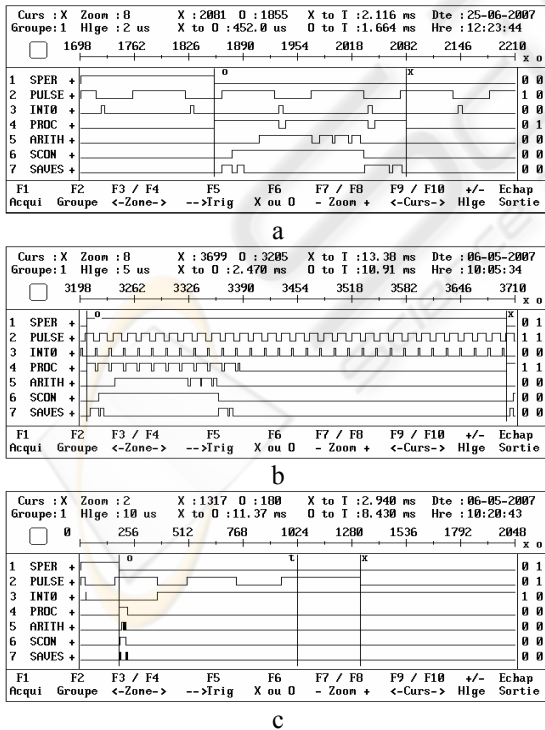 Curs :X Zoom :8 X :2081 O :1855 X to T :2.116 ms Dte :25-06-2007
Groupe:1 Hlge :2 us X to O :452.0 us O to T :1.664 ms Hre :12:23:44
1698 1762 1826 1890 1954 2018 2082 2146 2210
X O
o X
1 SPER + 0 0
2 PULSE + 1 0
3 INT0 + 0 0
4 PROC + 0 1
5 ARITH + 0 0
6 SCON + 0 0
7 SAVES + 0 0
F1 F2 F3 / F4 F5 F6 F7 / F8 F9 / F10 +/- Echap
Acqui Groupe <-Zone-> -->Trig X ou O - Zoom + <-Curs-> Hlge Sortie
a
Curs :X Zoom :8 X :3699 O :3205 X to T :13.38 ms Dte :06-05-2007
Groupe:1 Hlge :5 us X to O :2.470 ms O to T :10.91 ms Hre :10:05:34
3198 3262 3326 3390 3454 3518 3582 3646 3710
X O
o X
1 SPER + 0 1
2 PULSE + 1 1
3 INT0 + 0 0
4 PROC + 1 1
5 ARITH + 0 0
6 SCON + 0 0
7 SAVES + 0 0
F1 F2 F3 / F4 F5 F6 F7 / F8 F9 / F10 +/- Echap
Acqui Groupe <-Zone-> -->Trig X ou O - Zoom + <-Curs-> Hlge Sortie
b
Curs :X Zoom :2 X :1317 O :180 X to T :2.940 ms Dte :06-05-2007
Groupe:1 Hlge :10 us X to O :11.37 ms O to T :8.430 ms Hre :10:20:43
0 256 512 768 1024 1280 1536 1792 2048
X O
o t X
1 SPER + 0 1
2 PULSE + 0 1
3 INT0 + 1 0
4 PROC + 0 0
5 ARITH + 0 0
6 SCON + 0 0
7 SAVES + 0 0
F1 F2 F3 / F4 F5 F6 F7 / F8 F9 / F10 +/- Echap
Acqui Groupe <-Zone-> -->Trig X ou O - Zoom + <-Curs-> Hlge Sortie
c